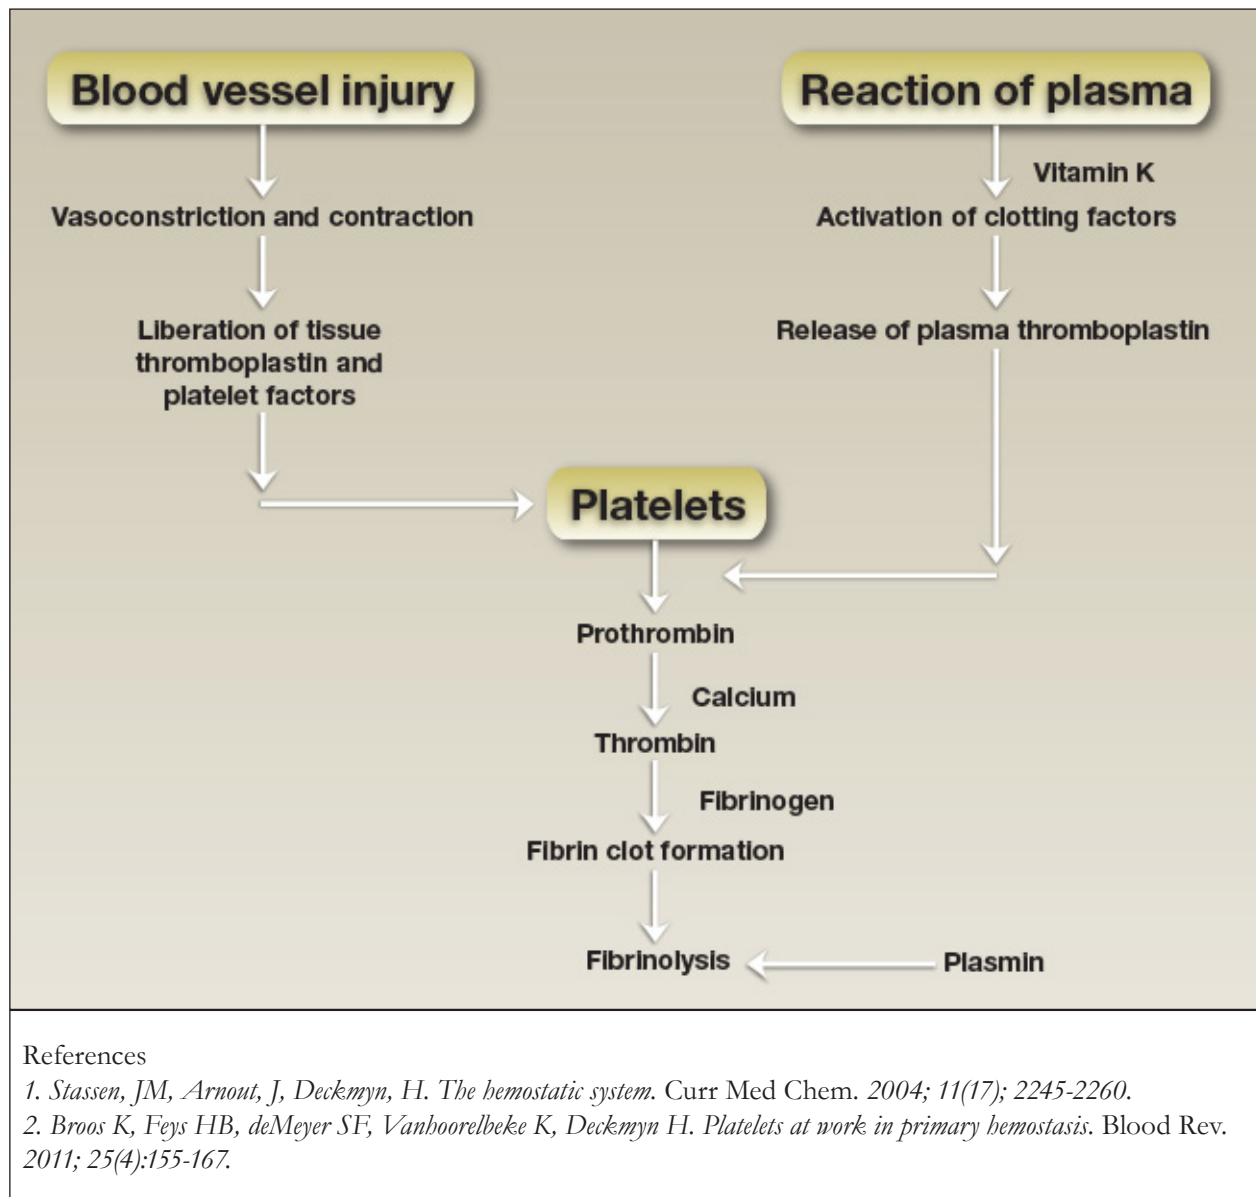 Blood vessel injury
Vasoconstriction and contraction
Liberation of tissue
thromboplastin and
platelet factors
Reaction of plasma
Vitamin K
Activation of clotting factors
Release of plasma thromboplastin
Platelets
Prothrombin
Calcium
Thrombin
Fibrinogen
Fibrin clot formation
Fibrinolysis
Plasmin
References
1. Stassen, JM, Arnout, J, Deckmyn, H. The hemostatic system. Curr Med Chem. 2004; 11(17); 2245-2260.
2. Broos K, Feys HB, deMeyer SF, Vanhoorelbeke K, Deckmyn H. Platelets at work in primary hemostasis. Blood Rev.
2011; 25(4):155-167.